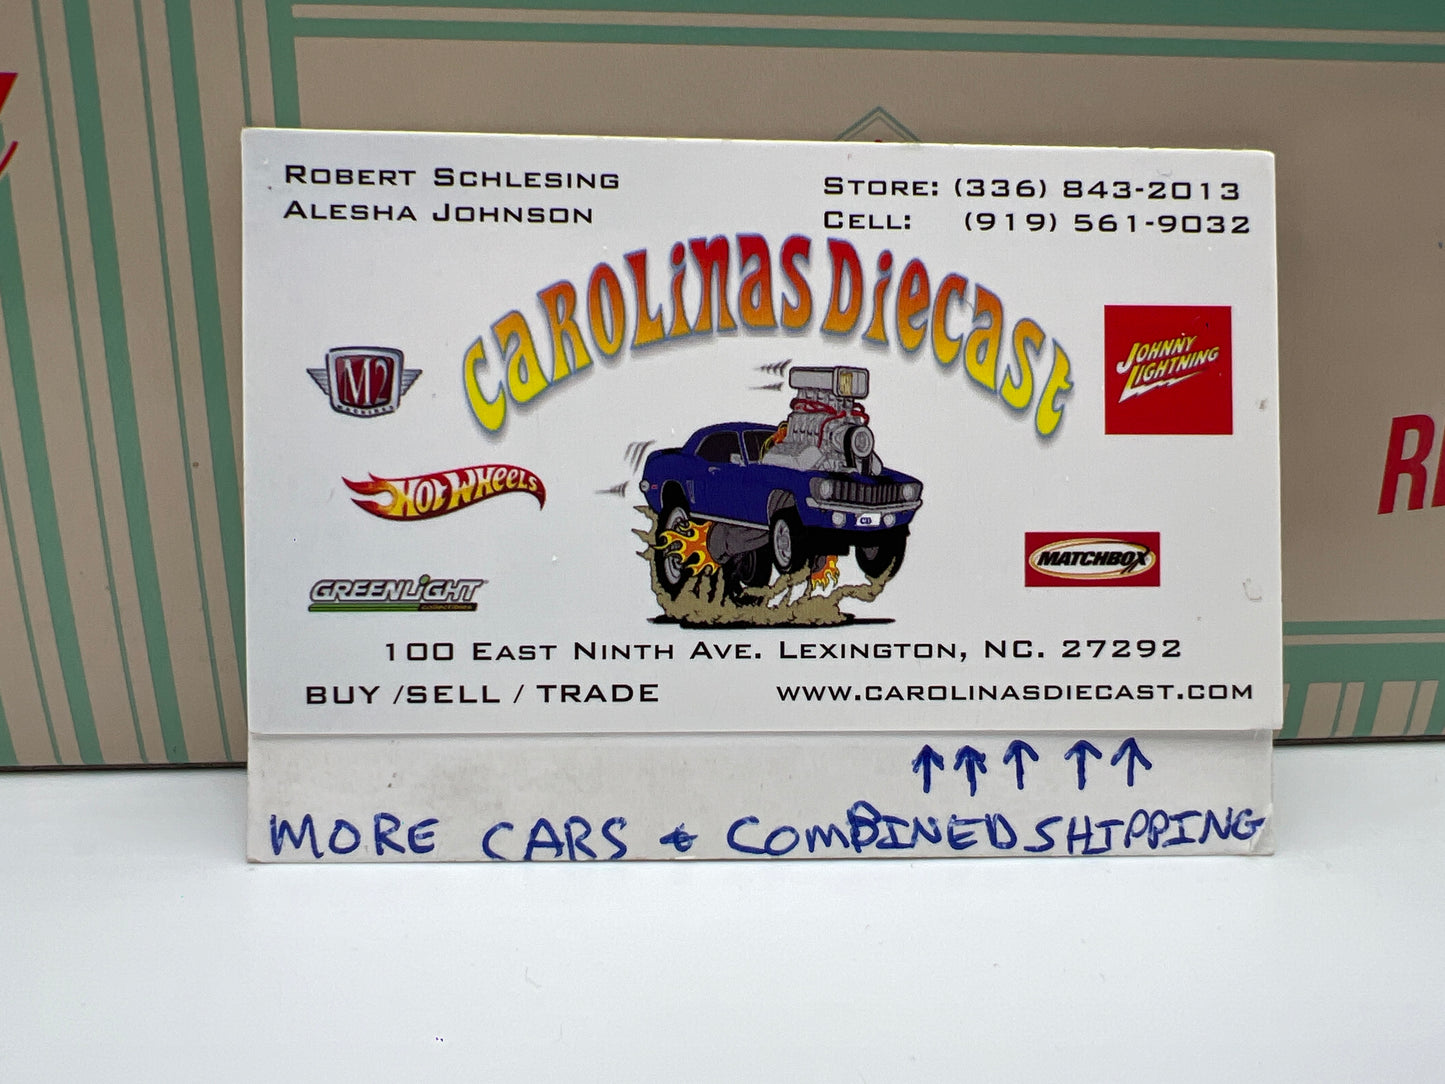 ROBERT SCHLESING
ALESHA JOHNSON
STORE: (336) 843-2013
CELL: (919) 561-9032
CAROLINAS DIECAST
M2
MACHINES
JOHNNY
LIGHTNING
HOT WHEELS
MATCHBOX
GREENLIGHT
collectibles
100 EAST NINTH AVE. LEXINGTON, NC. 27292
BUY /SELL / TRADE
WWW.CAROLINASDIECAST.COM
↑↑↑ ↑↑
MORE CARS & COMBINED SHIPPING